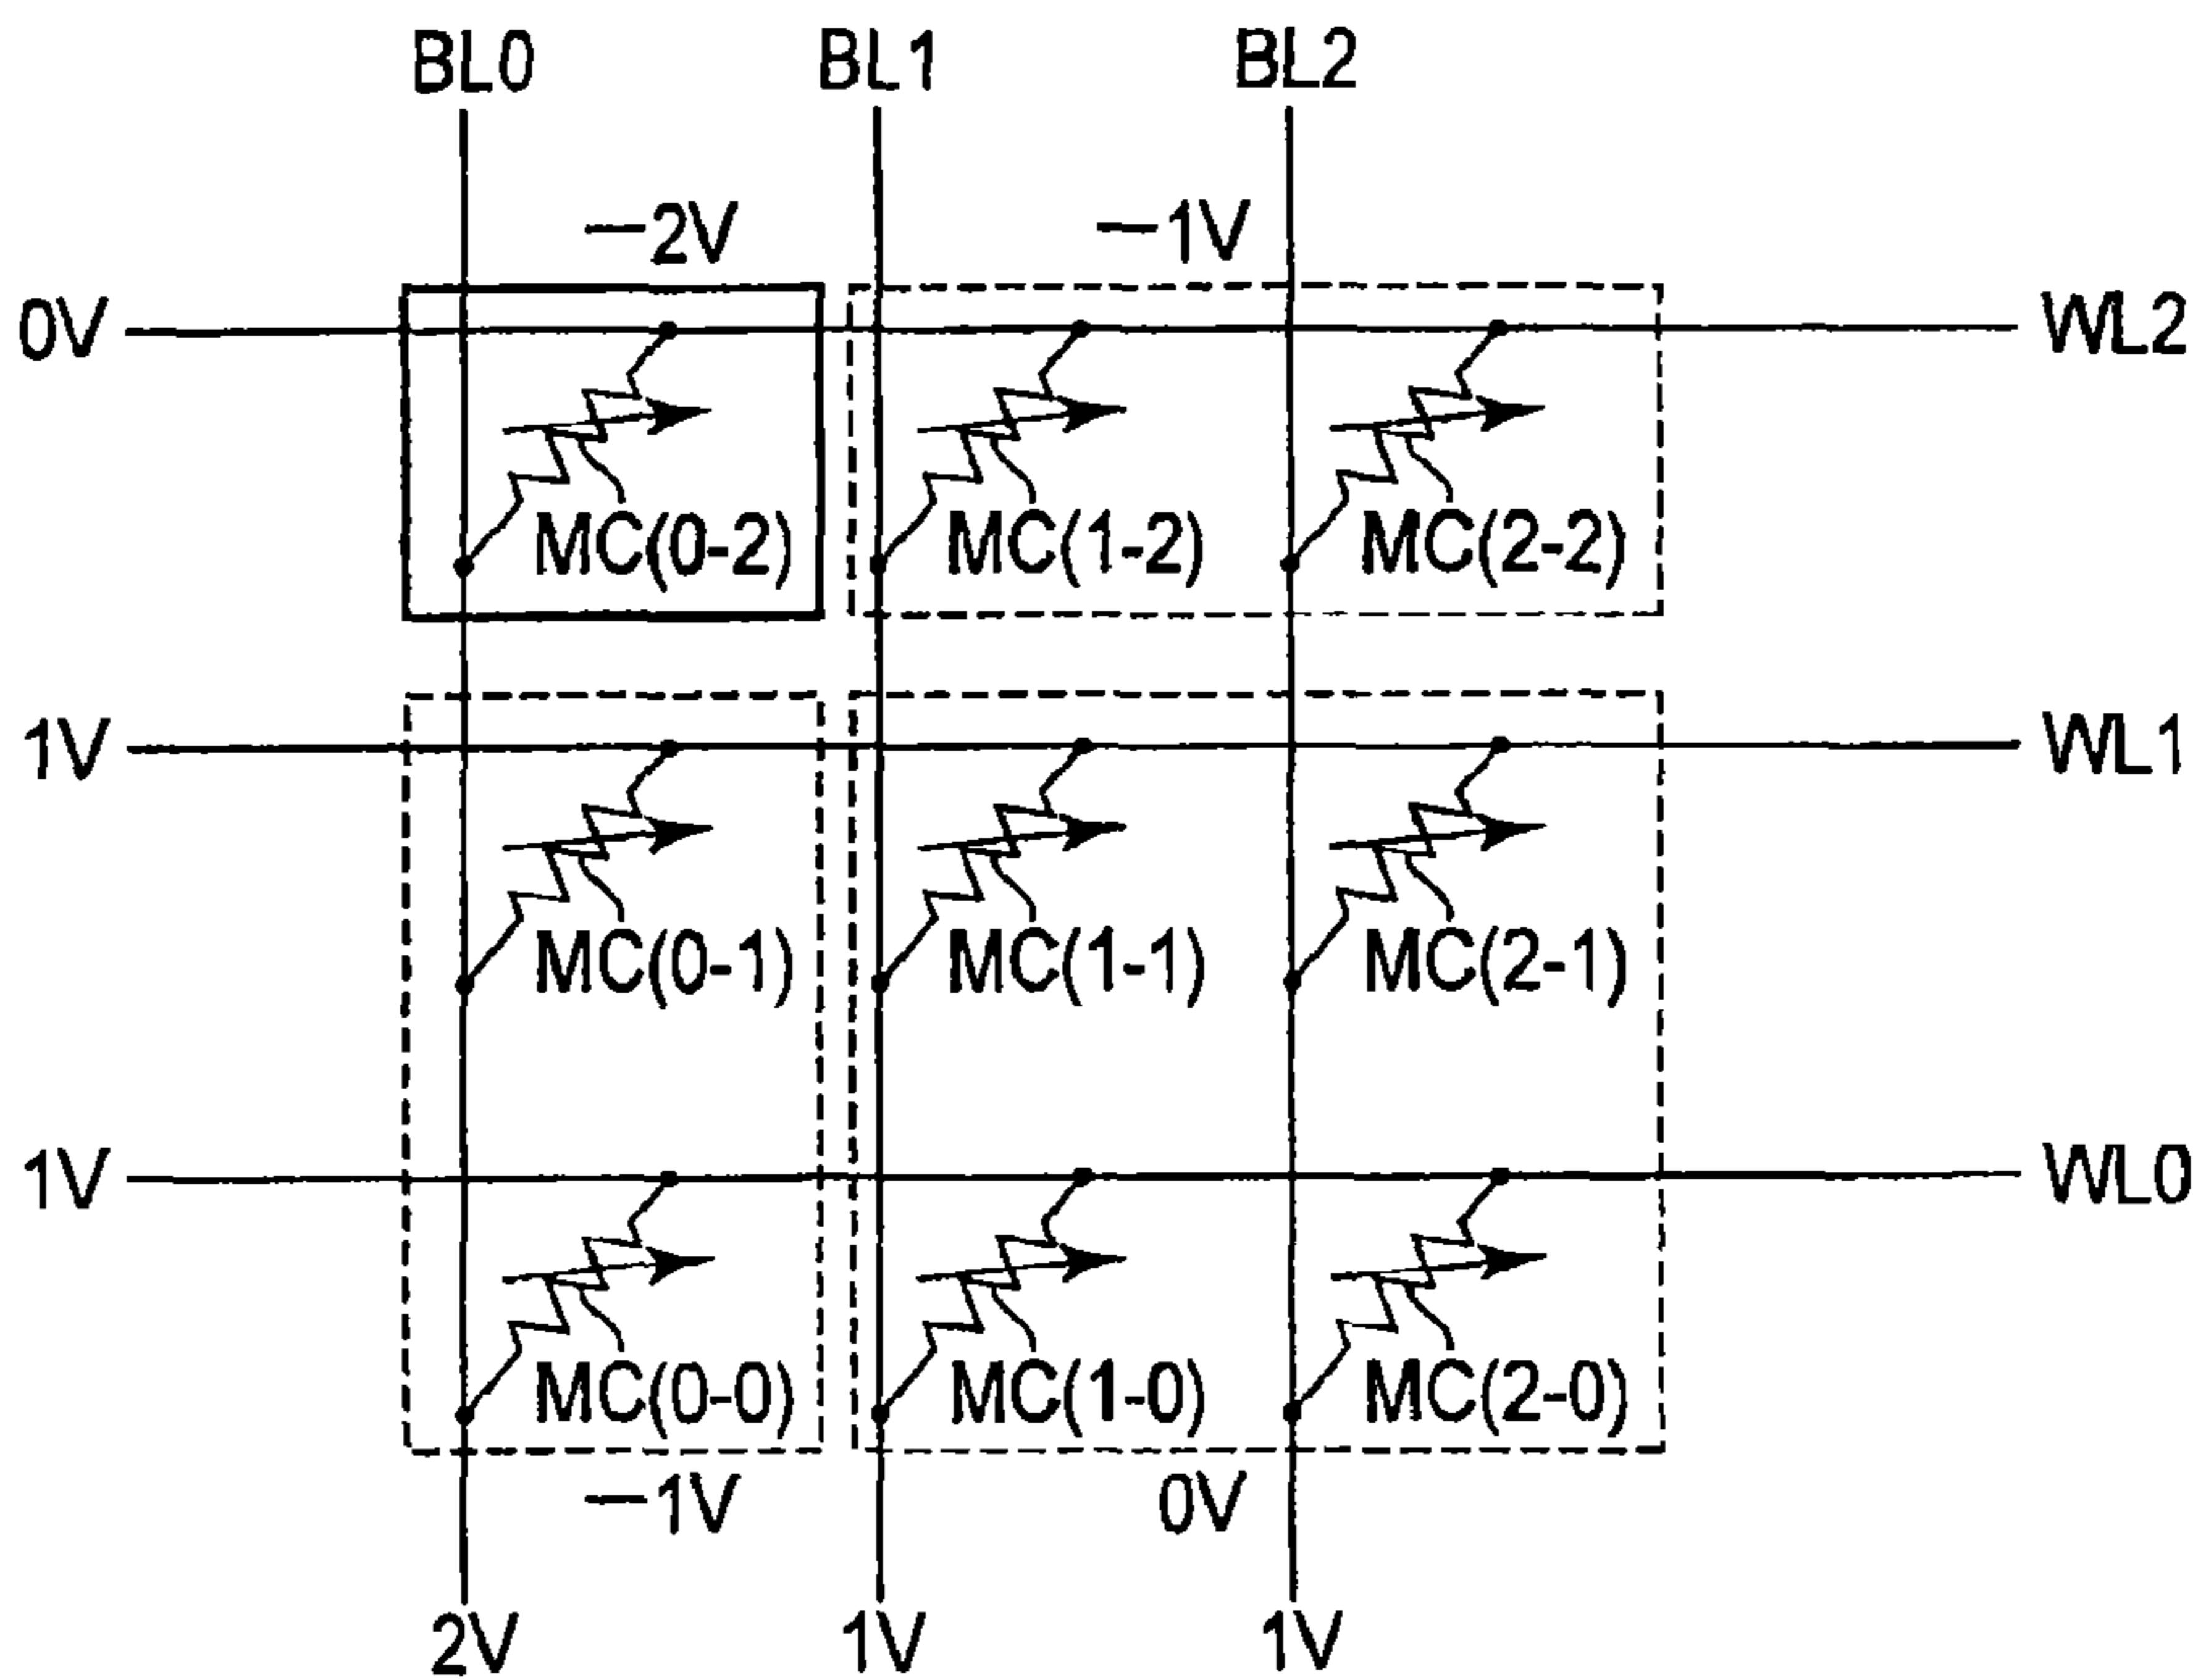 BL0 BL1 BL2
−2V −1V
0V WL2
MC(0-2) MC(1-2) MC(2-2)
1V WL1
MC(0-1) MC(1-1) MC(2-1)
1V WL0
MC(0-0) MC(1-0) MC(2-0)
−1V 0V
2V 1V 1V